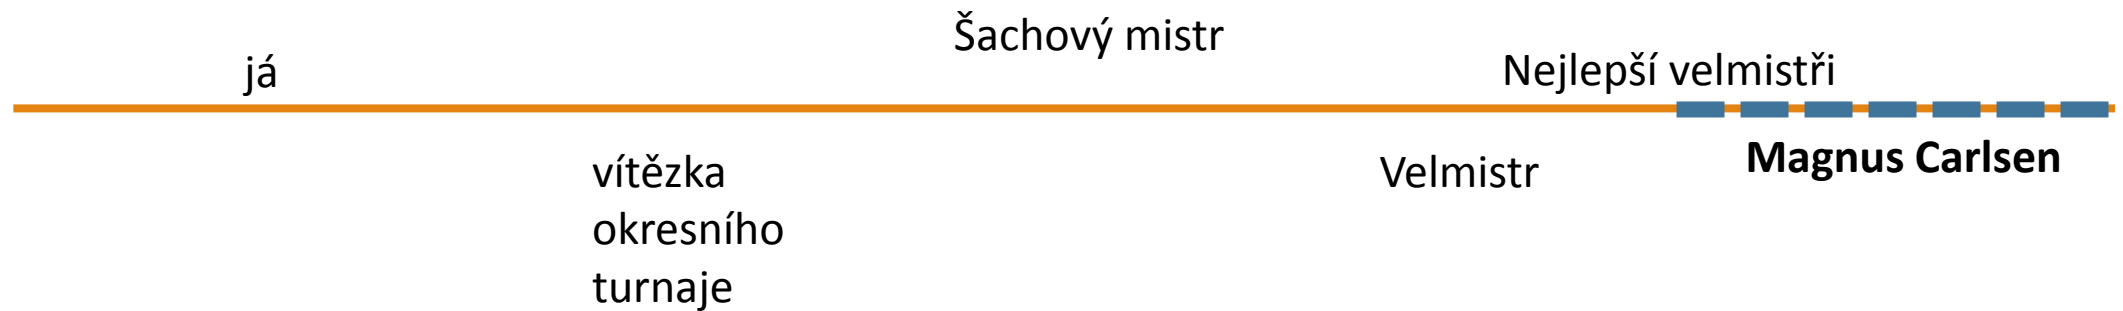 Šachový mistr
já
Nejlepší velmistři
vítězka
okresního
turnaje
Velmistr
Magnus Carlsen